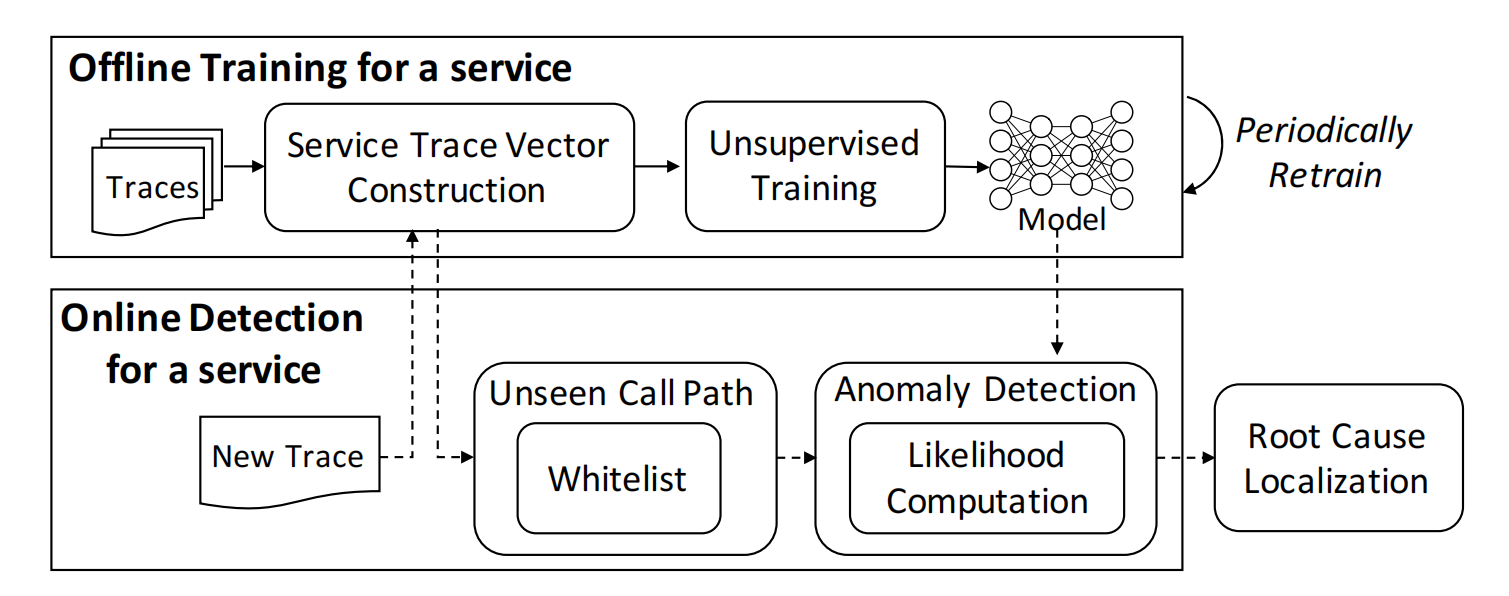 Offline Training for a service
Traces
Service Trace Vector
Construction
Unsupervised
Training
Model
Periodically
Retrain
Online Detection
for a service
New Trace
Unseen Call Path
Whitelist
Anomaly Detection
Likelihood
Computation
Root Cause
Localization